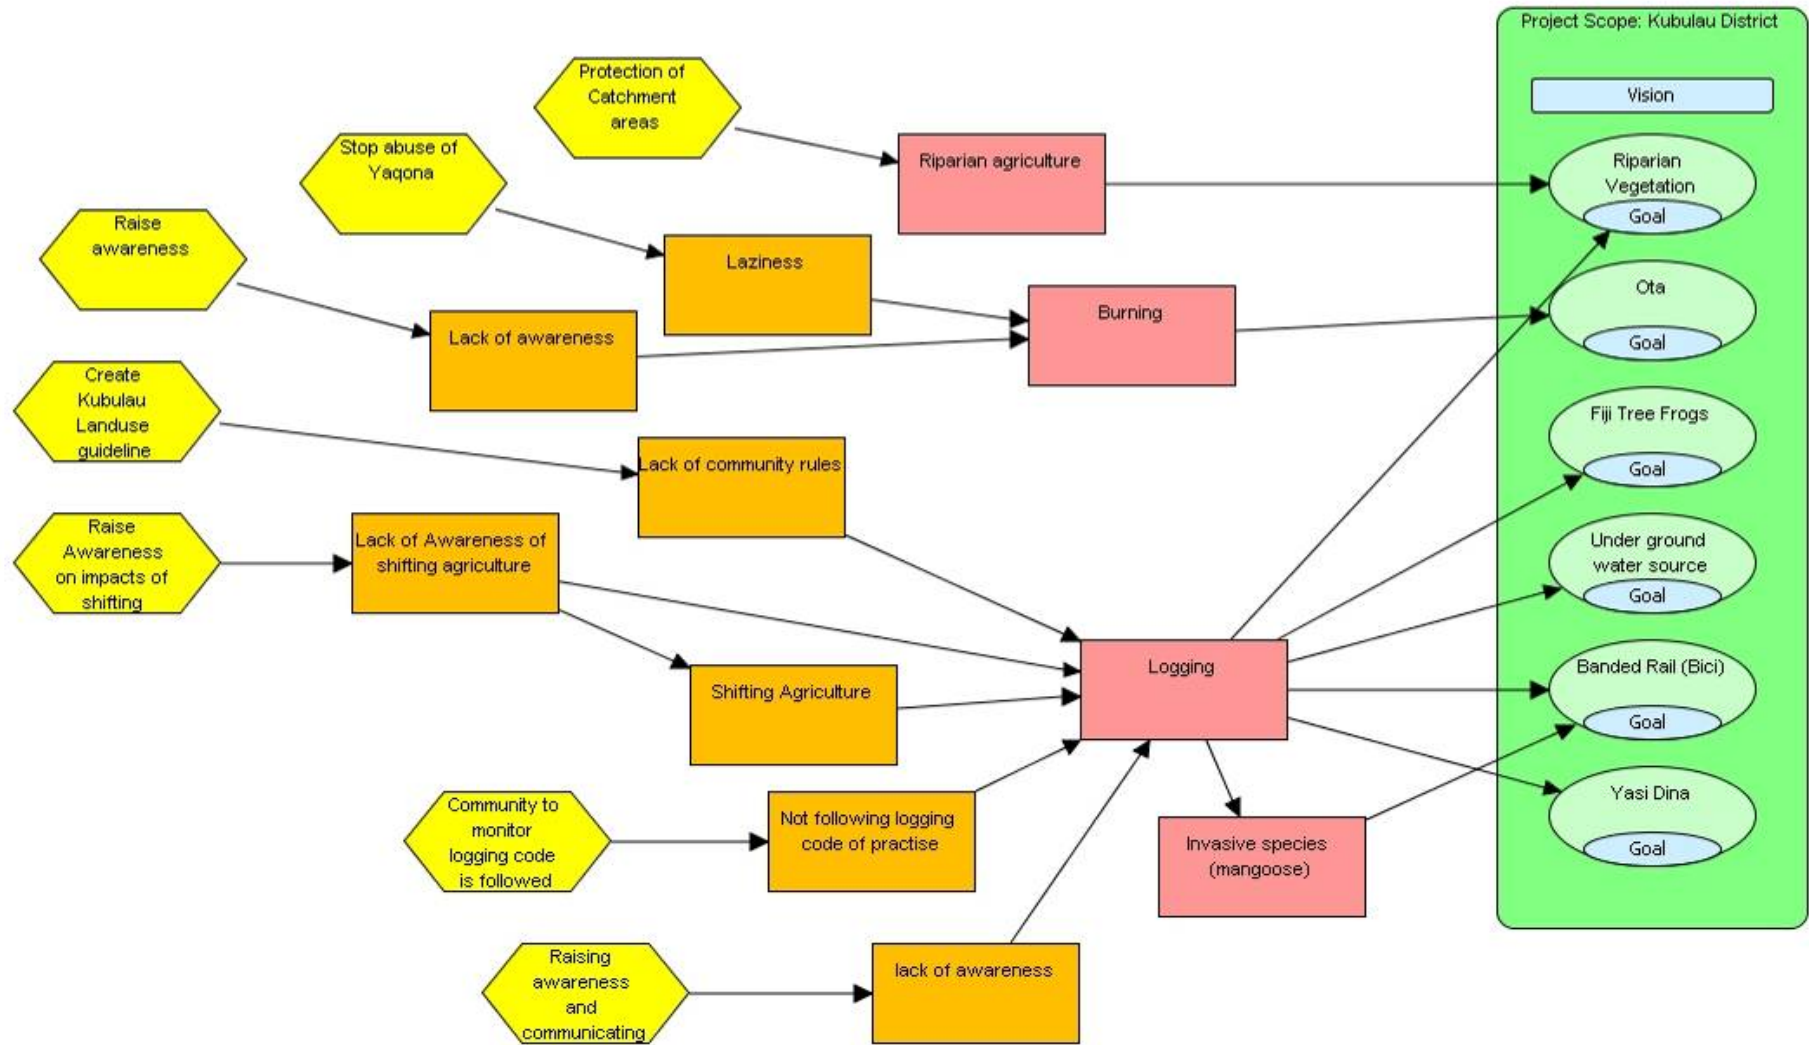 Project Scope: Kubulau District
Vision
Protection of
Catchment
areas
Stop abuse of
Yaqona
Riparian agriculture
Riparian
Vegetation
Goal
Raise
awareness
Laziness
Burning
Ota
Goal
Lack of awareness
Create
Kubulau
Landuse
guideline
Lack of community rules
Fiji Tree Frogs
Goal
Raise
Awareness
on impacts of
shifting
Lack of Awareness of
shifting agriculture
Under ground
water source
Goal
Shifting Agriculture
Logging
Banded Rail (Bici)
Goal
Community to
monitor
logging code
is followed
Not following logging
code of practise
Invasive species
(mangoose)
Yasi Dina
Goal
Raising
awareness
and
communicating
lack of awareness